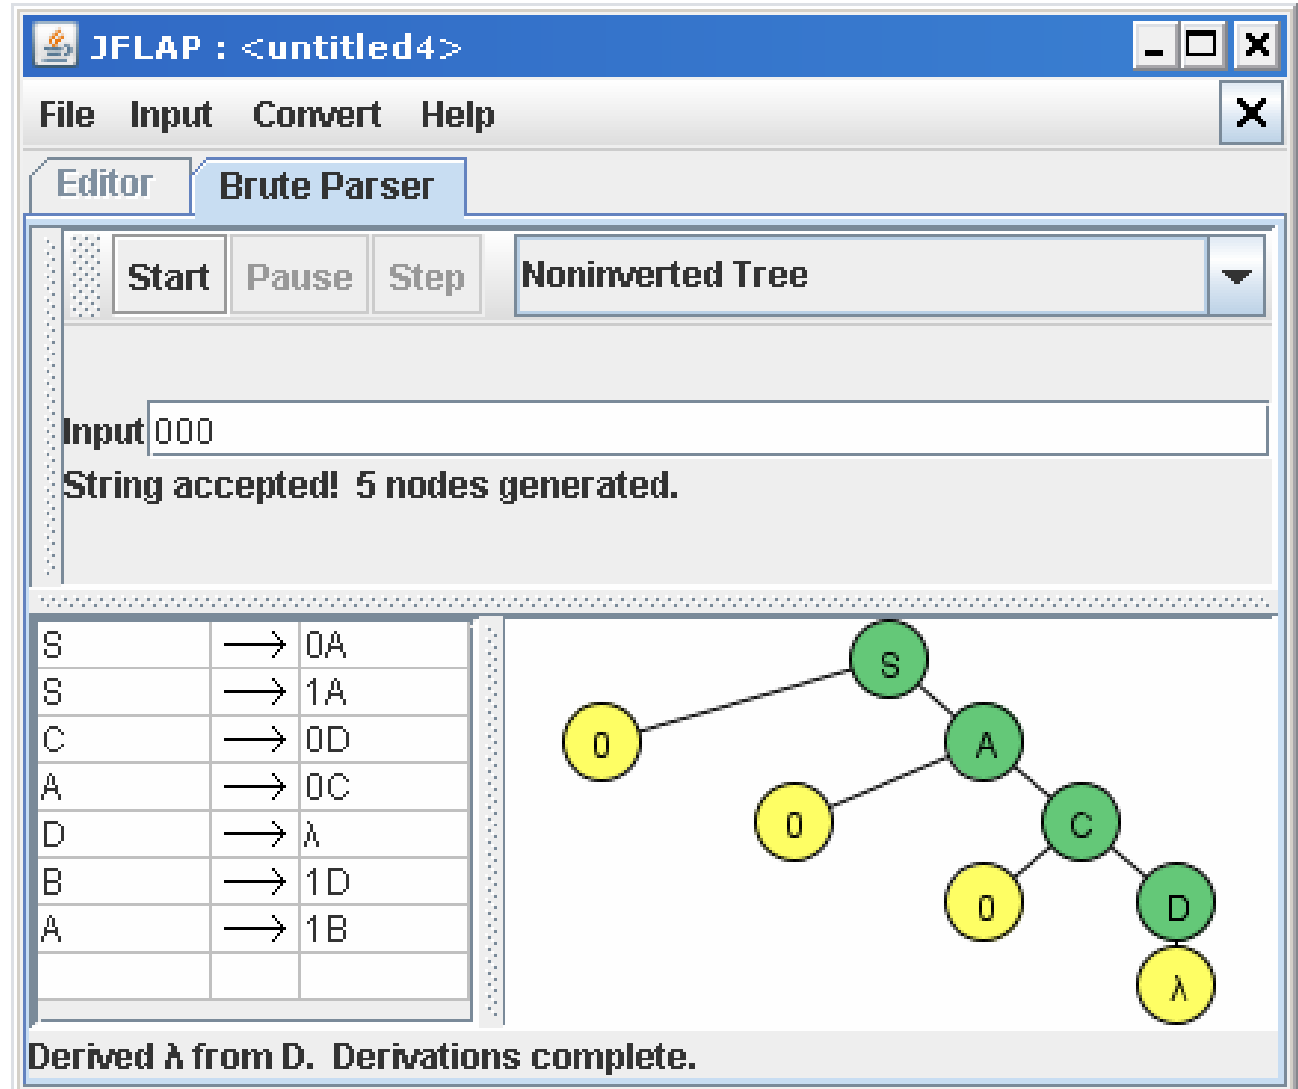 JFLAP : <untitled4>
File Input Convert Help
Editor Brute Parser
Start Pause Step Noninverted Tree
Input 000
String accepted! 5 nodes generated.
S → 0A
S → 1A
C → 0D
A → 0C
D → λ
B → 1D
A → 1B
S
0 A
0 C
0 D
λ
Derived λ from D. Derivations complete.